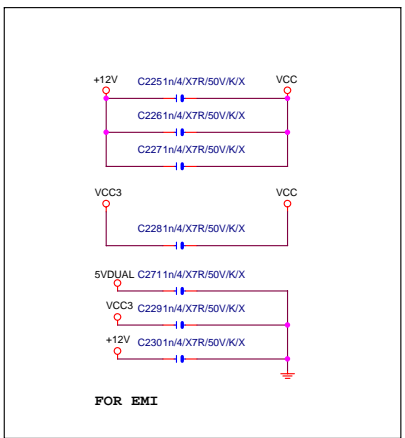 +12V C2251n/4/X7R/50V/K/X VCC
C2261n/4/X7R/50V/K/X
C2271n/4/X7R/50V/K/X
VCC3 VCC
C2281n/4/X7R/50V/K/X
5VDUAL C2711n/4/X7R/50V/K/X
VCC3 C2291n/4/X7R/50V/K/X
+12V C2301n/4/X7R/50V/K/X
FOR EMI